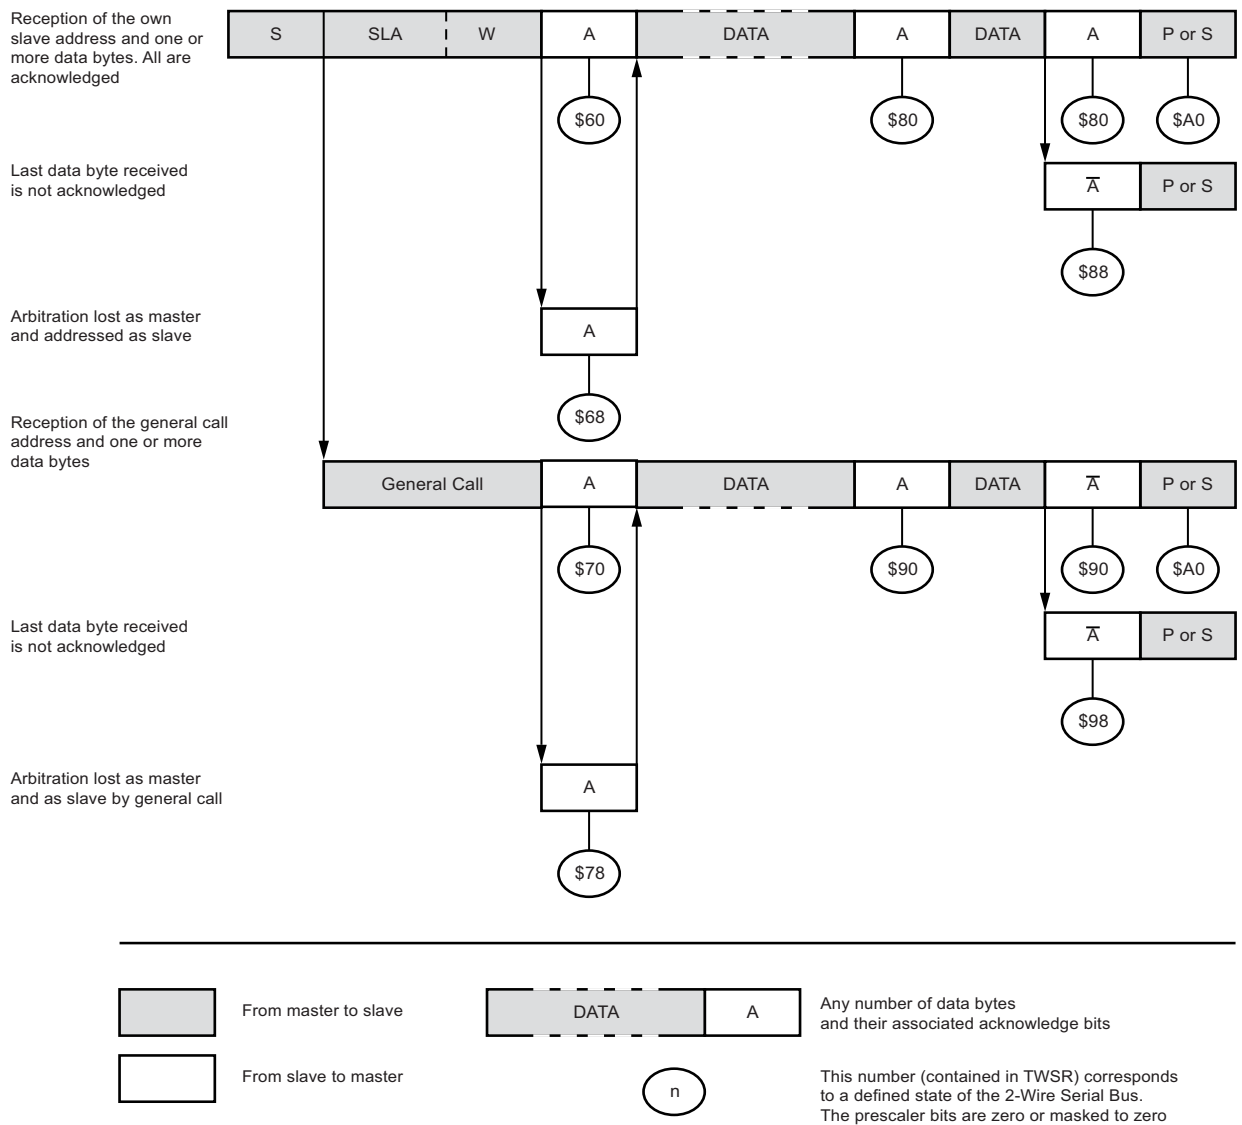 Reception of the own
slave address and one or
more data bytes. All are
acknowledged
S SLA W A DATA A DATA A P or S
$60 $80 $80 $A0
Last data byte received
is not acknowledged
A̅ P or S
$88
Arbitration lost as master
and addressed as slave
A
$68
Reception of the general call
address and one or more
data bytes
General Call A DATA A DATA A̅ P or S
$70 $90 $90 $A0
Last data byte received
is not acknowledged
A̅ P or S
$98
Arbitration lost as master
and as slave by general call
A
$78
From master to slave
DATA A
Any number of data bytes
and their associated acknowledge bits
From slave to master
n
This number (contained in TWSR) corresponds
to a defined state of the 2-Wire Serial Bus.
The prescaler bits are zero or masked to zero